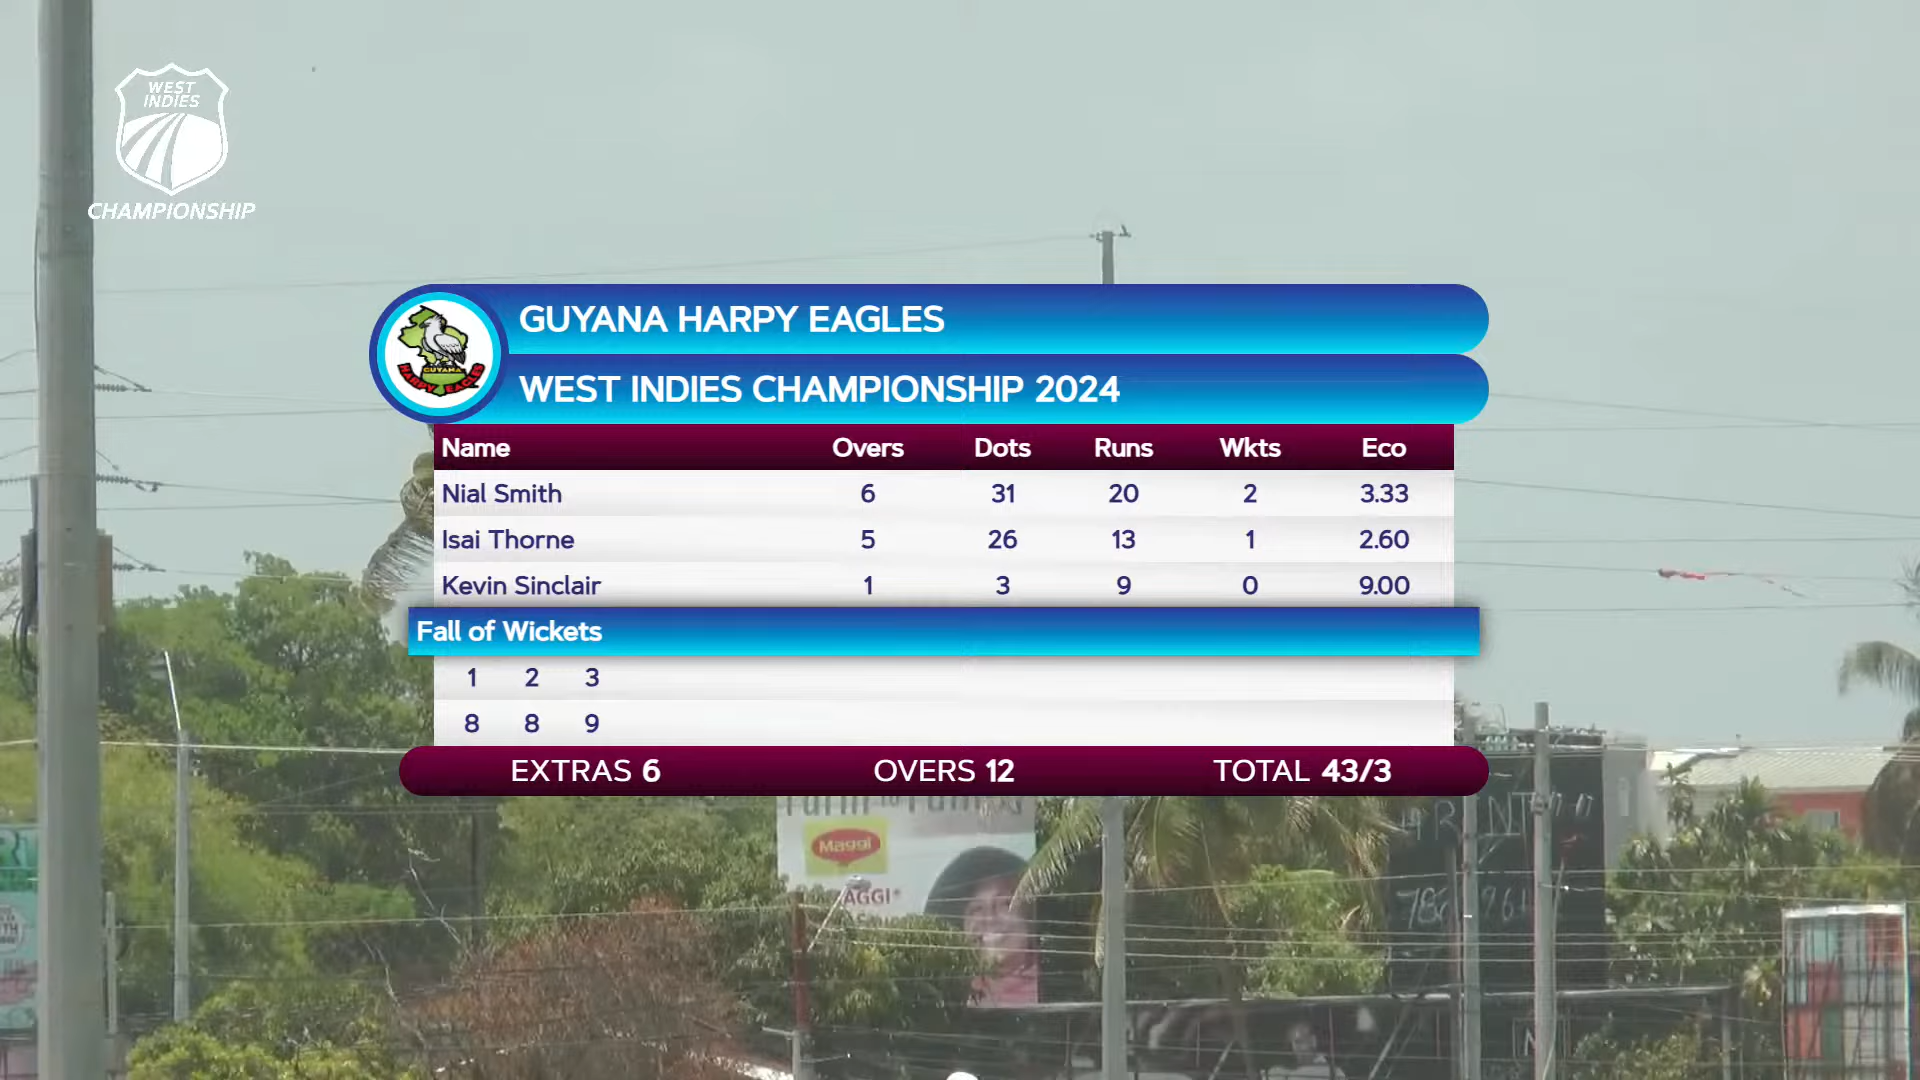 WEST
INDIES
CHAMPIONSHIP
GUYANA HARPY EAGLES
GUYANA
HARPY EAGLES
WEST INDIES CHAMPIONSHIP 2024
Name Overs Dots Runs Wkts Eco
Nial Smith 6 31 20 2 3.33
Isai Thorne 5 26 13 1 2.60
Kevin Sinclair 1 3 9 0 9.00
Fall of Wickets
1 2 3
8 8 9
EXTRAS 6 OVERS 12 TOTAL 43/3
Maggi